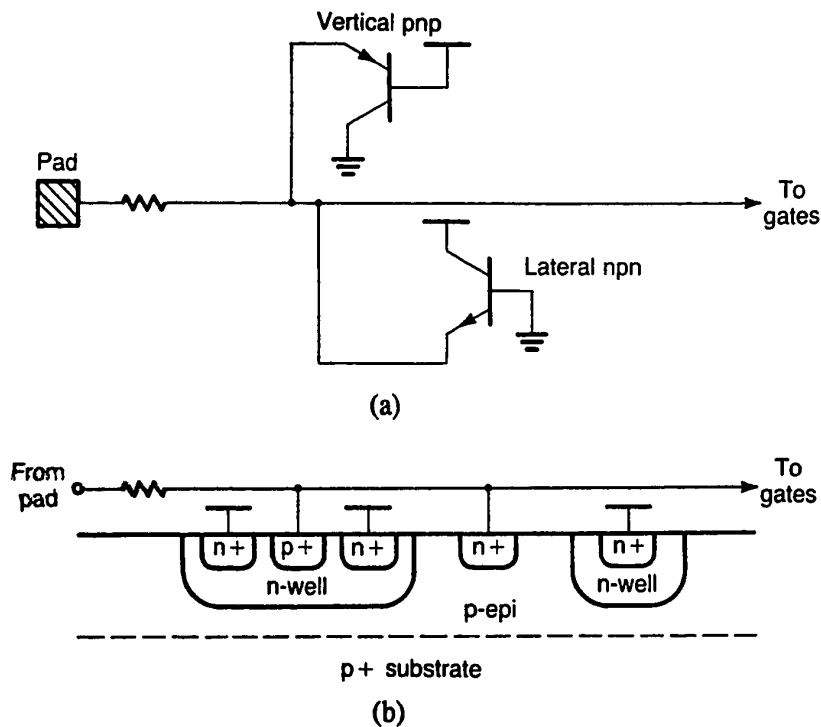 Vertical pnp
Pad
To
gates
Lateral npn
(a)
From
pad
To
gates
n+ p+ n+ n+ n+
n-well n-well
p-epi
p+ substrate
(b)